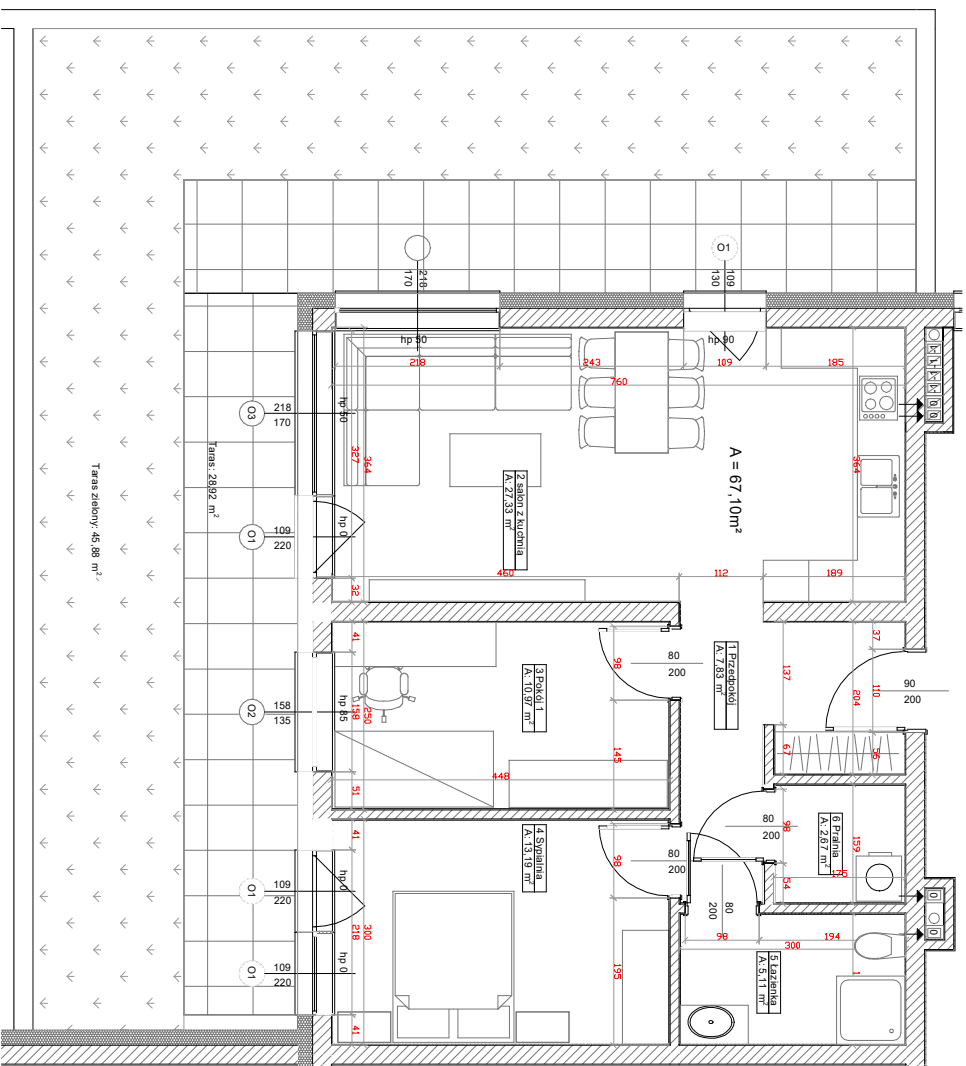 O1
218
170
109
130
hp 50
hp 90
218
243
109
185
760
O3
218
170
hp 50
327
364
A = 67,10m²
364
2 salon z kuchnią
A: 27,33 m²
Taras: 28,92 m²
Taras zielony: 45,88 m²
O1
109
220
hp 0
32
460
112
189
41
98
80
200
1 Przedpokój
A: 7,83 m²
137
37
110
204
90
200
3 Pokój 1
A: 10,97 m²
O2
158
135
hp 85
158
250
145
448
51
67
56
41
98
80
200
4 Sypialnia
A: 13,19 m²
80
200
98
6 Pralnia
A: 2,67 m²
159
175
54
O1
109
220
hp 0
218
300
80
200
98
194
300
195
5 Łazienka
A: 5,11 m²
1
O1
109
220
hp 0
41